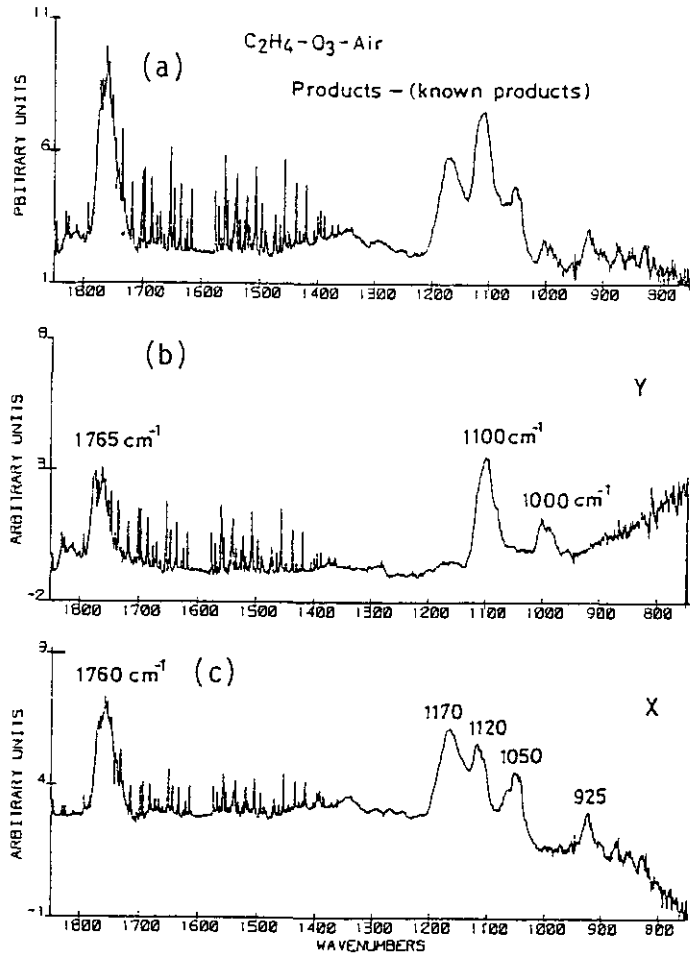 11
(a)
C2H4-O3-Air
Products - (known products)
PBITRARY UNITS
6
1
1800 1700 1600 1500 1400 1300 1200 1100 1000 900 800
8
(b)
Y
1765 cm-1
1100 cm-1
1000 cm-1
ARBITRARY UNITS
3
-2
1800 1700 1600 1500 1400 1300 1200 1100 1000 900 800
9
1760 cm-1
(c)
X
1170
1120
1050
925
ARBITRARY UNITS
4
-1
1800 1700 1600 1500 1400 1300 1200 1100 1000 900 800
WAVENUMBERS